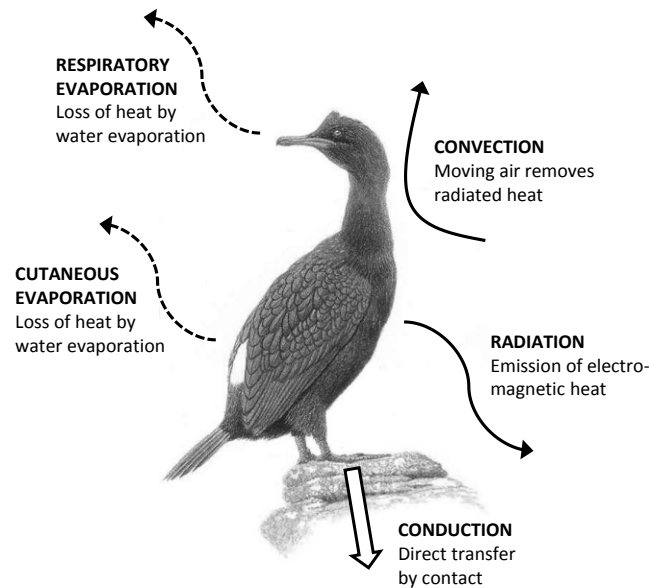 RESPIRATORY
EVAPORATION
Loss of heat by
water evaporation
CONVECTION
Moving air removes
radiated heat
CUTANEOUS
EVAPORATION
Loss of heat by
water evaporation
RADIATION
Emission of electro-
magnetic heat
CONDUCTION
Direct transfer
by contact